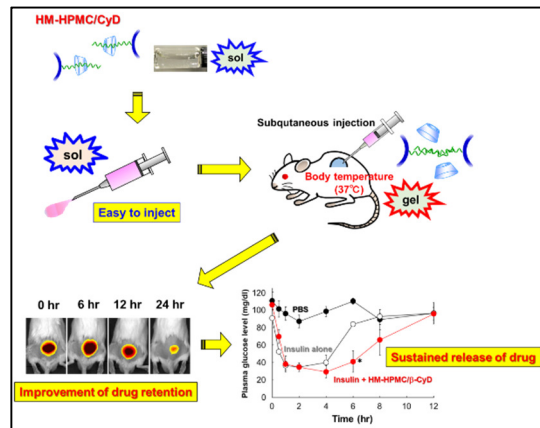 HM-HPMC/CyD
sol
Subqutaneous injection
sol
Easy to inject
Body temperature
(37°C)
gel
0 hr 6 hr 12 hr 24 hr
Improvement of drug retention
Plasma glucose level (mg/dl)
120
100
80
60
40
20
0
PBS
Insulin alone
*
Insulin + HM-HPMC/β-CyD
Sustained release of drug
0 2 4 6 8 10 12
Time (hr)